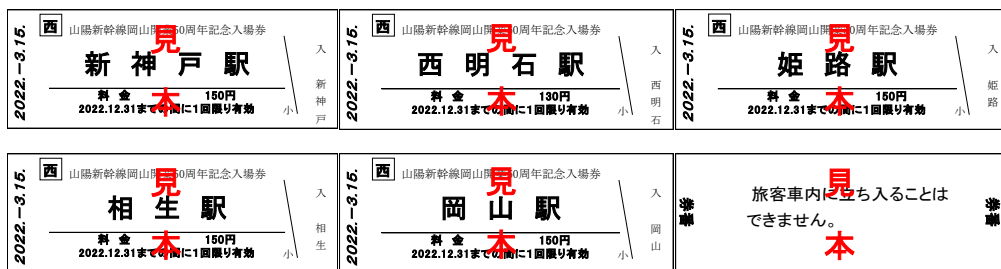 西 山陽新幹線岡山開業50周年記念入場券
新神戸駅
料金 150円
2022.12.31までの間に1回限り有効
2022.-3.15.
入 新神戸
小
見本
西 山陽新幹線岡山開業50周年記念入場券
西明石駅
料金 130円
2022.12.31までの間に1回限り有効
2022.-3.15.
入 西明石
小
見本
西 山陽新幹線岡山開業50周年記念入場券
姫路駅
料金 150円
2022.12.31までの間に1回限り有効
2022.-3.15.
入 姫路
小
見本
西 山陽新幹線岡山開業50周年記念入場券
相生駅
料金 150円
2022.12.31までの間に1回限り有効
2022.-3.15.
入 相生
小
見本
西 山陽新幹線岡山開業50周年記念入場券
岡山駅
料金 150円
2022.12.31までの間に1回限り有効
2022.-3.15.
入 岡山
小
見本
旅客車内に立ち入ることは
できません。
見本